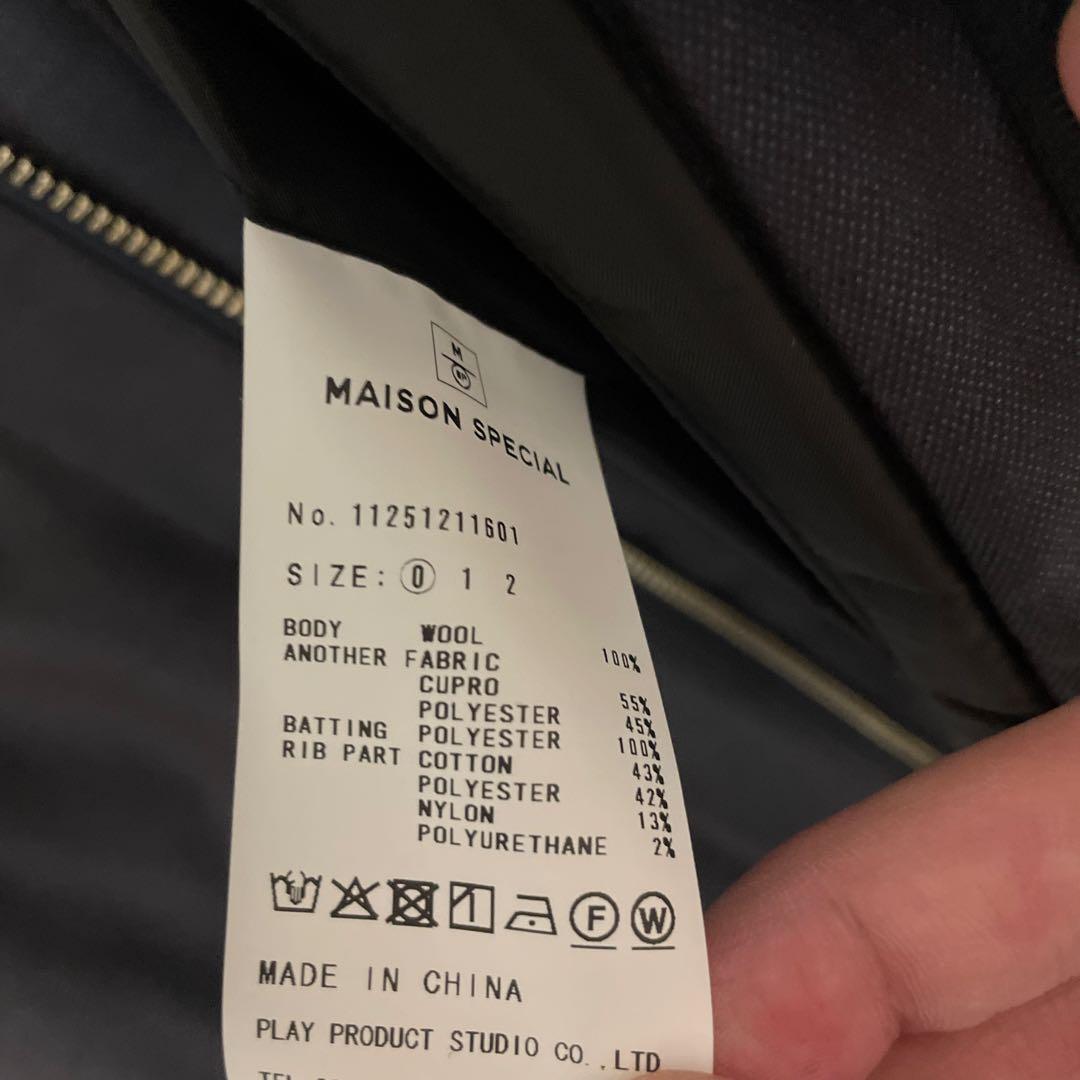 M
SP
MAISON SPECIAL
No. 11251211601
SIZE: 0 1 2
BODY WOOL 100%
ANOTHER FABRIC
CUPRO 55%
POLYESTER 45%
BATTING POLYESTER 100%
RIB PART COTTON 43%
POLYESTER 42%
NYLON 13%
POLYURETHANE 2%
F W
MADE IN CHINA
PLAY PRODUCT STUDIO CO.,LTD